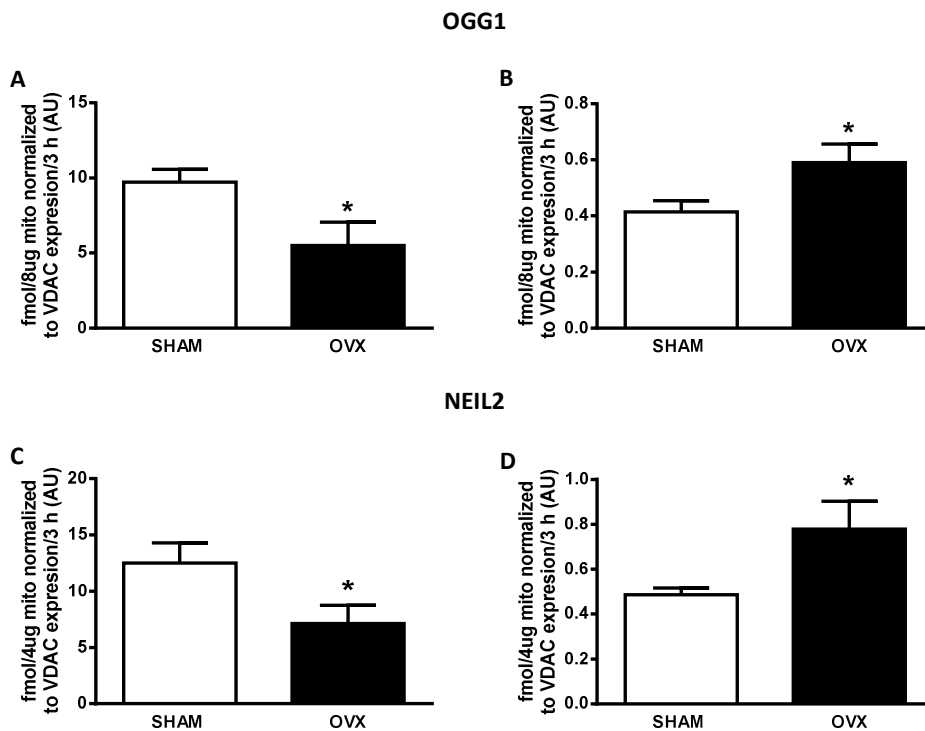 OGG1
A
fmol/8ug mito normalized
to VDAC expresion/3 h (AU)
15
10
5
0
*
SHAM
OVX
B
fmol/8ug mito normalized
to VDAC expresion/3 h (AU)
0.8
0.6
0.4
0.2
0.0
*
SHAM
OVX
NEIL2
C
fmol/4ug mito normalized
to VDAC expresion/3 h (AU)
20
15
10
5
0
*
SHAM
OVX
D
fmol/4ug mito normalized
to VDAC expresion/3 h (AU)
1.0
0.8
0.6
0.4
0.2
0.0
*
SHAM
OVX